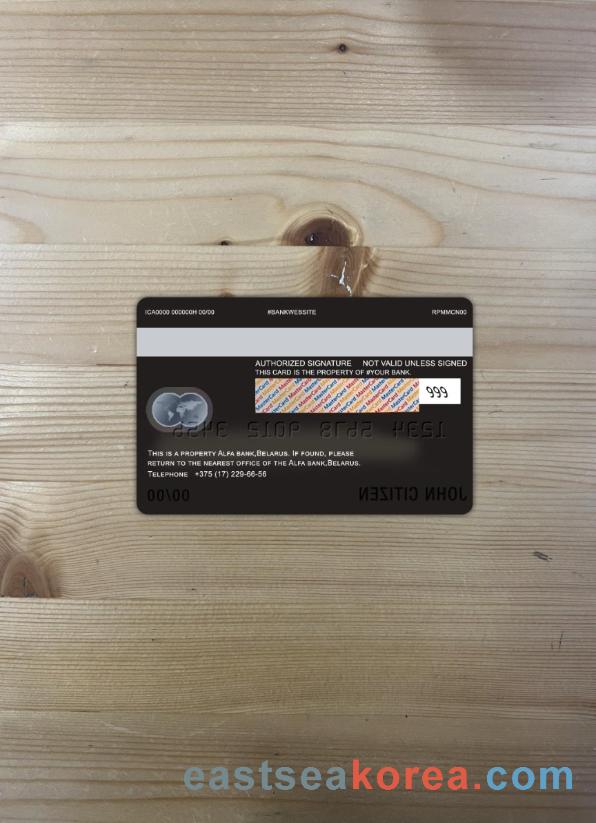 ICA0000 000000H 00/00 #BANKWEBSITE RPMMCN00
AUTHORIZED SIGNATURE NOT VALID UNLESS SIGNED
THIS CARD IS THE PROPERTY OF #YOUR BANK.
MasterCard MasterCard MasterCard
999
1234 5678 9012 3456
THIS IS A PROPERTY ALFA BANK,BELARUS. IF FOUND, PLEASE
RETURN TO THE NEAREST OFFICE OF THE ALFA BANK,BELARUS.
TELEPHONE +375 (17) 229-66-56
00/00 JOHN CITIZEN
eastseakorea.com